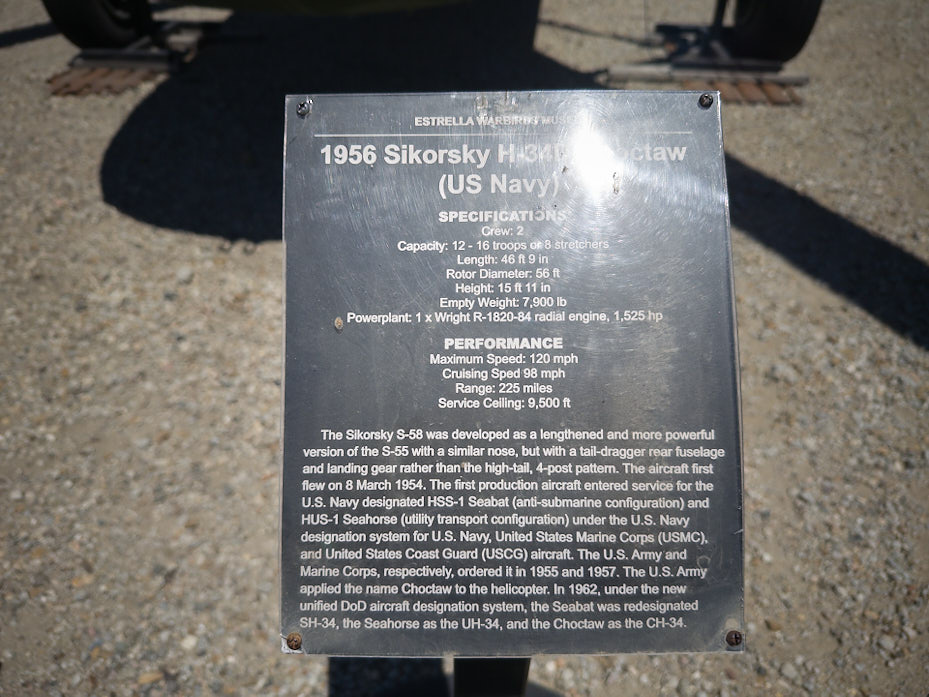 ESTRELLA WARBIRDS
1956 Sikorsky
(US Navy)
SPECIFICATIONS
Crew: 2
Capacity: 12 - 16 troops or 8 stretchers
Length: 46 ft 9 in
Rotor Diameter: 56 ft
Height: 15 ft 11 in
Empty Weight: 7,900 lb
Powerplant: 1 x Wright R-1820-84 radial engine, 1,525 hp
PERFORMANCE
Maximum Speed: 120 mph
Cruising Sped 98 mph
Range: 225 miles
Service Ceiling: 9,500 ft
The Sikorsky S-58 was developed as a lengthened and more powerful
version of the S-55 with a similar nose, but with a tail-dragger rear fuselage
and landing gear rather than the high-tail, 4-post pattern. The aircraft first
flew on 8 March 1954. The first production aircraft entered service for the
U.S. Navy designated HSS-1 Seabat (anti-submarine configuration) and
HUS-1 Seahorse (utility transport configuration) under the U.S. Navy
designation system for U.S. Navy, United States Marine Corps (USMC),
and United States Coast Guard (USCG) aircraft. The U.S. Army and
Marine Corps, respectively, ordered it in 1955 and 1957. The U.S. Army
applied the name Choctaw to the helicopter. In 1962, under the new
unified DoD aircraft designation system, the Seabat was redesignated
SH-34, the Seahorse as the UH-34, and the Choctaw as the CH-34.